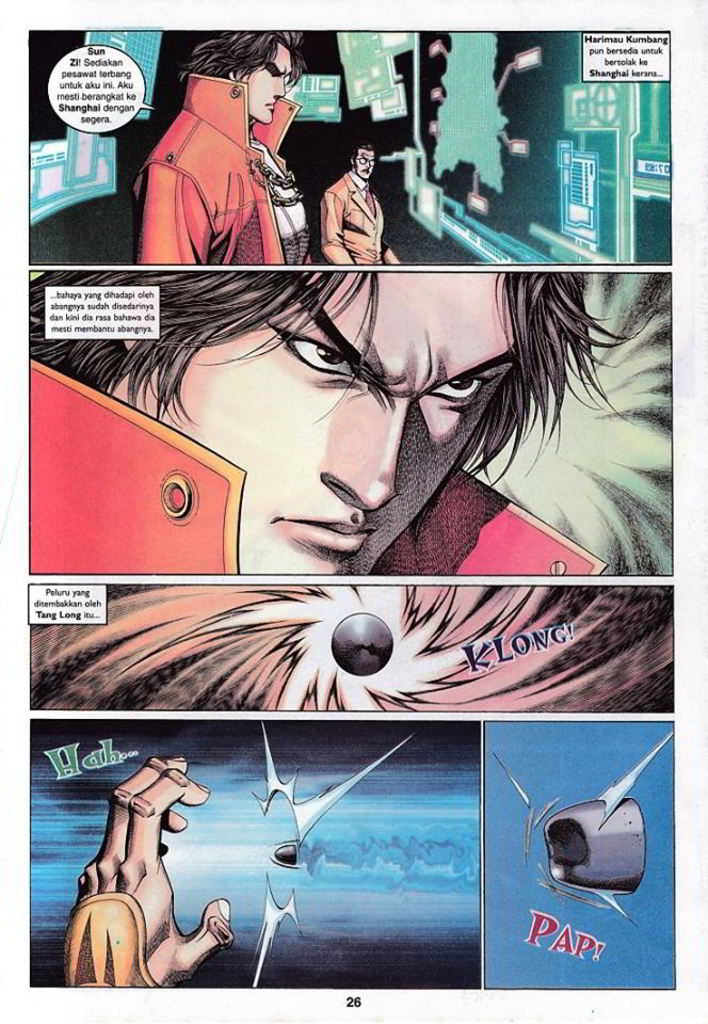 Sun
Zi! Sediakan
pesawat terbang
untuk aku ini. Aku
mesti berangkat ke
Shanghai dengan
segera.
Harimau Kumbang
pun bersedia untuk
bertolak ke
Shanghai kerana...
...bahaya yang dihadapi oleh
abangnya sudah disedarinya
dan kini dia rasa bahawa dia
mesti membantu abangnya.
Peluru yang
ditembakkan oleh
Tang Long itu...
KLONG!
Hah...
PAP!
26